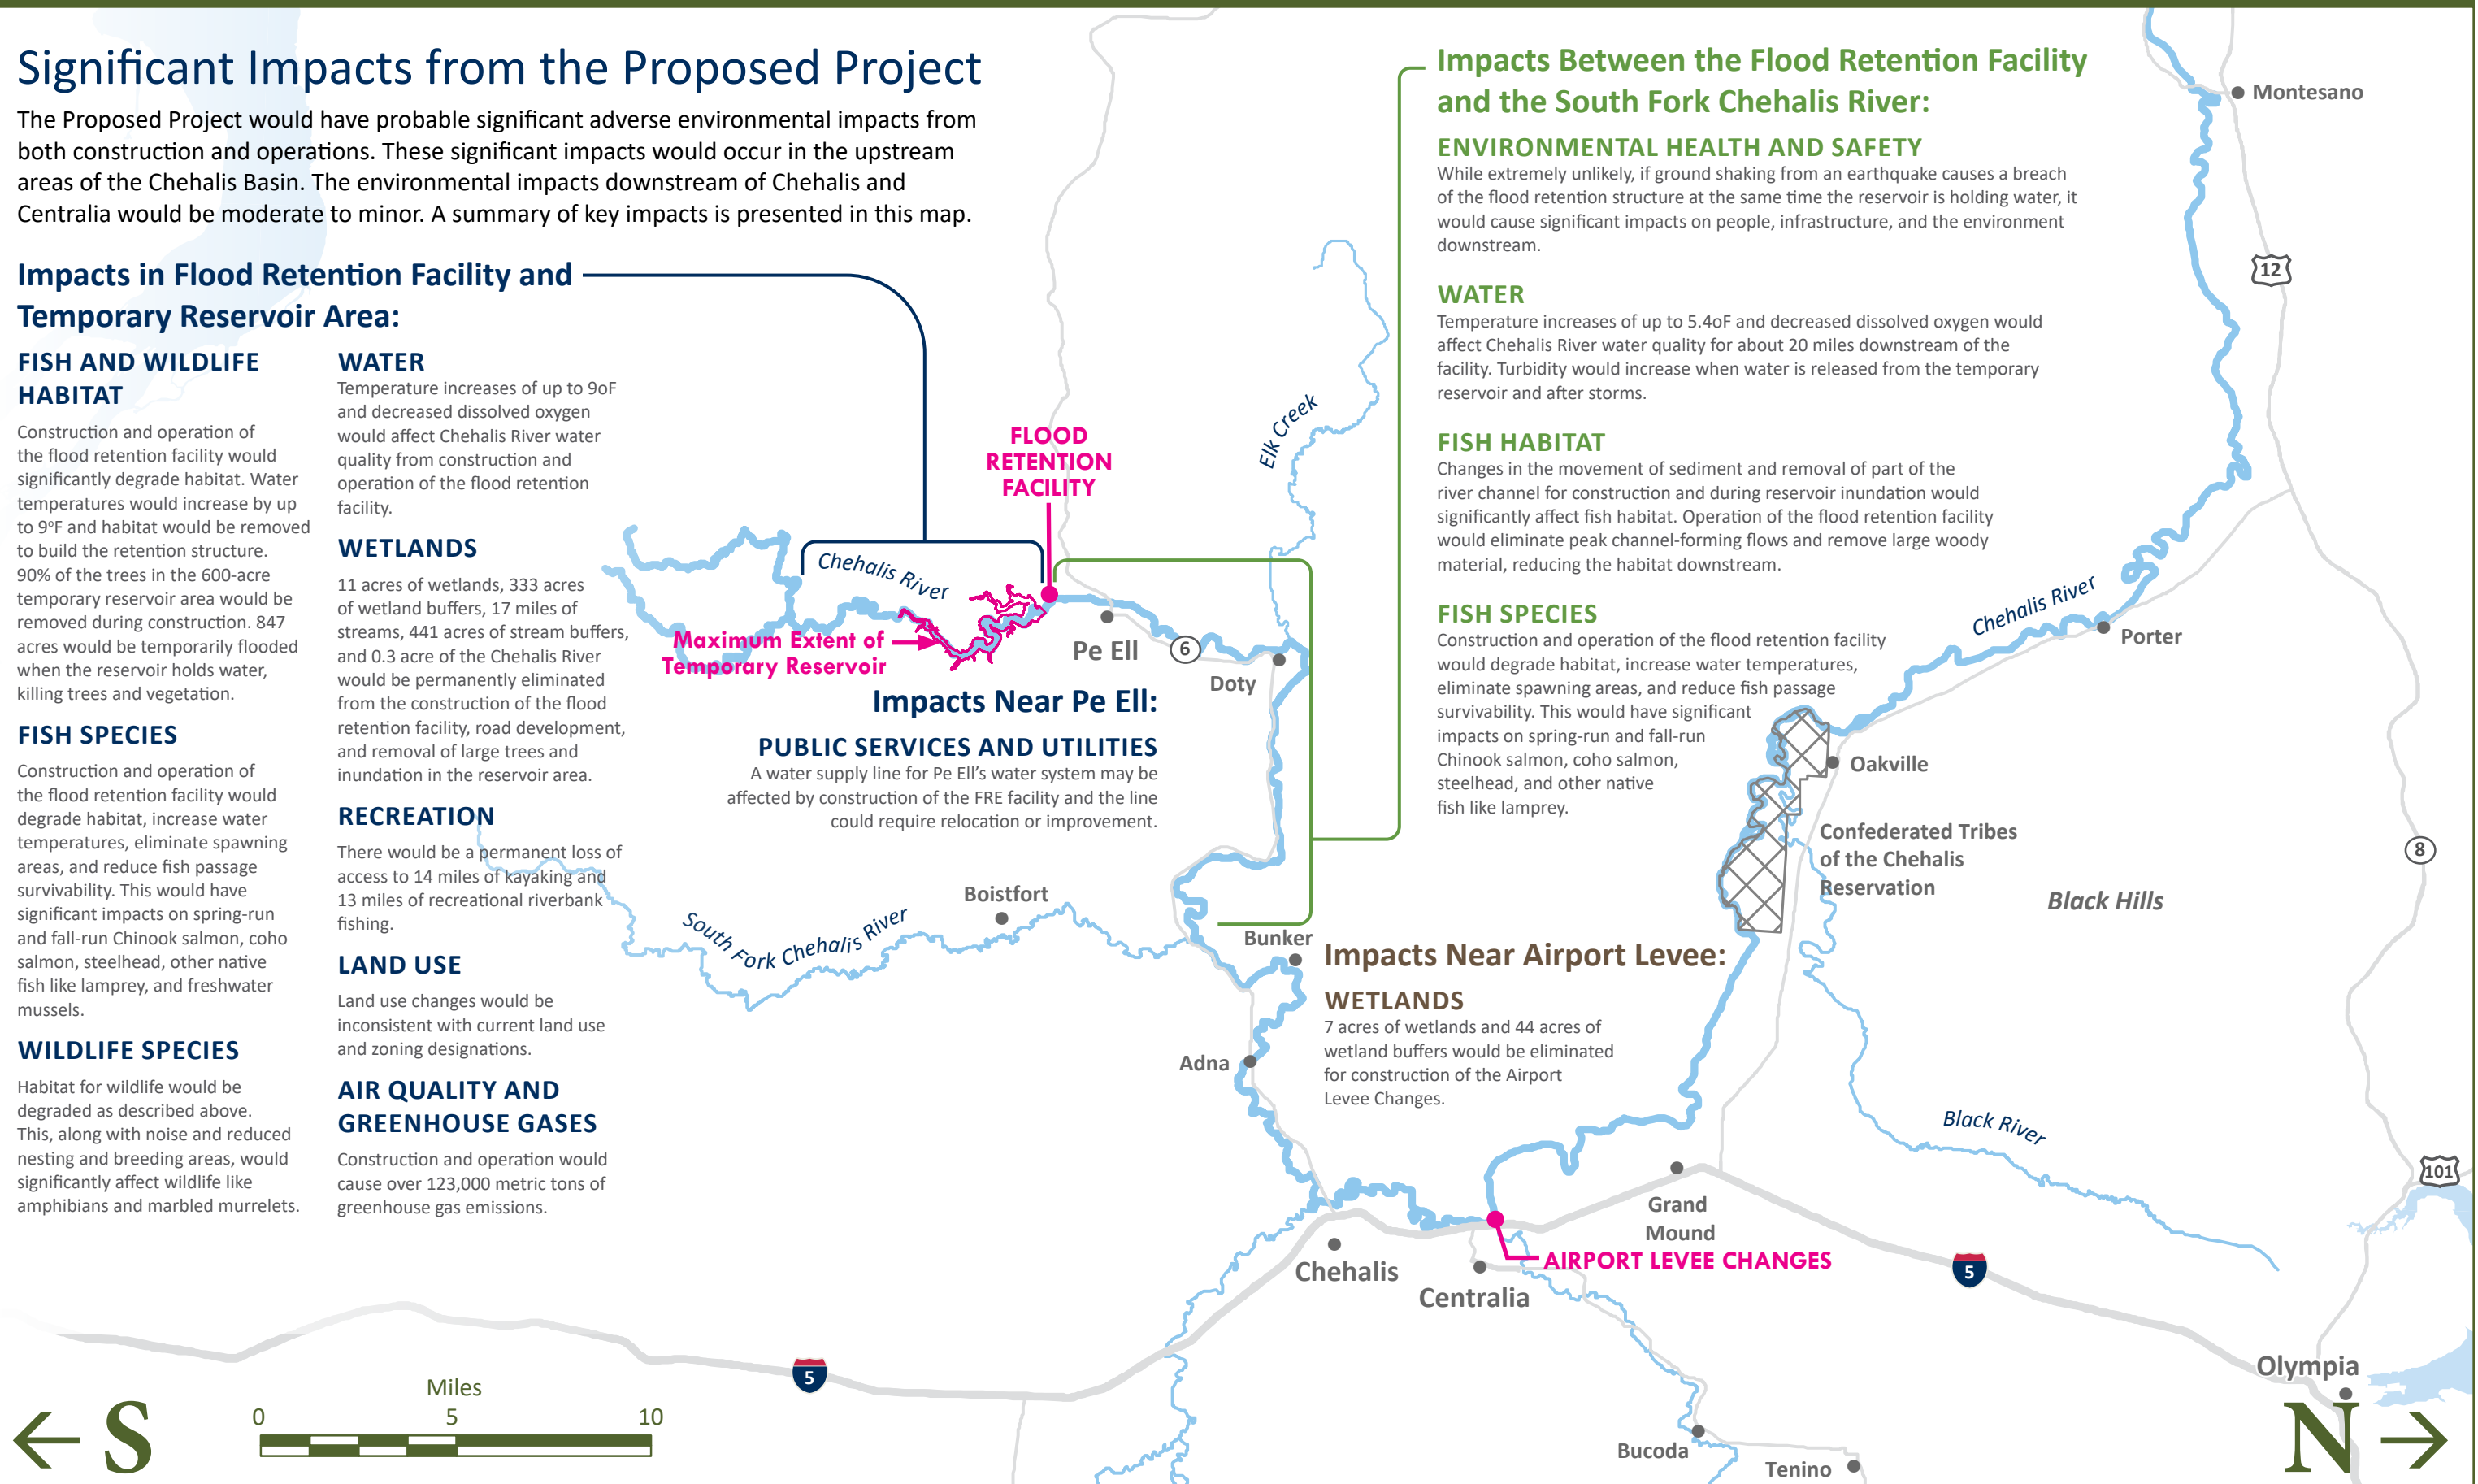 Significant Impacts from the Proposed Project
The Proposed Project would have probable significant adverse environmental impacts from
both construction and operations. These significant impacts would occur in the upstream
areas of the Chehalis Basin. The environmental impacts downstream of Chehalis and
Centralia would be moderate to minor. A summary of key impacts is presented in this map.
Impacts in Flood Retention Facility and
Temporary Reservoir Area:
FISH AND WILDLIFE
HABITAT
Construction and operation of
the flood retention facility would
significantly degrade habitat. Water
temperatures would increase by up
to 9°F and habitat would be removed
to build the retention structure.
90% of the trees in the 600-acre
temporary reservoir area would be
removed during construction. 847
acres would be temporarily flooded
when the reservoir holds water,
killing trees and vegetation.
FISH SPECIES
Construction and operation of
the flood retention facility would
degrade habitat, increase water
temperatures, eliminate spawning
areas, and reduce fish passage
survivability. This would have
significant impacts on spring-run
and fall-run Chinook salmon, coho
salmon, steelhead, other native
fish like lamprey, and freshwater
mussels.
WILDLIFE SPECIES
Habitat for wildlife would be
degraded as described above.
This, along with noise and reduced
nesting and breeding areas, would
significantly affect wildlife like
amphibians and marbled murrelets.
WATER
Temperature increases of up to 9oF
and decreased dissolved oxygen
would affect Chehalis River water
quality from construction and
operation of the flood retention
facility.
WETLANDS
11 acres of wetlands, 333 acres
of wetland buffers, 17 miles of
streams, 441 acres of stream buffers,
and 0.3 acre of the Chehalis River
would be permanently eliminated
from the construction of the flood
retention facility, road development,
and removal of large trees and
inundation in the reservoir area.
RECREATION
There would be a permanent loss of
access to 14 miles of kayaking and
13 miles of recreational riverbank
fishing.
LAND USE
Land use changes would be
inconsistent with current land use
and zoning designations.
AIR QUALITY AND
GREENHOUSE GASES
Construction and operation would
cause over 123,000 metric tons of
greenhouse gas emissions.
FLOOD
RETENTION
FACILITY
Chehalis River
Maximum Extent of
Temporary Reservoir
Pe Ell
6
Doty
Elk Creek
Impacts Near Pe Ell:
PUBLIC SERVICES AND UTILITIES
A water supply line for Pe Ell's water system may be
affected by construction of the FRE facility and the line
could require relocation or improvement.
Boistfort
South Fork Chehalis River
Bunker
Adna
Impacts Between the Flood Retention Facility
and the South Fork Chehalis River:
ENVIRONMENTAL HEALTH AND SAFETY
While extremely unlikely, if ground shaking from an earthquake causes a breach
of the flood retention structure at the same time the reservoir is holding water, it
would cause significant impacts on people, infrastructure, and the environment
downstream.
WATER
Temperature increases of up to 5.4oF and decreased dissolved oxygen would
affect Chehalis River water quality for about 20 miles downstream of the
facility. Turbidity would increase when water is released from the temporary
reservoir and after storms.
FISH HABITAT
Changes in the movement of sediment and removal of part of the
river channel for construction and during reservoir inundation would
significantly affect fish habitat. Operation of the flood retention facility
would eliminate peak channel-forming flows and remove large woody
material, reducing the habitat downstream.
FISH SPECIES
Construction and operation of the flood retention facility
would degrade habitat, increase water temperatures,
eliminate spawning areas, and reduce fish passage
survivability. This would have significant
impacts on spring-run and fall-run
Chinook salmon, coho salmon,
steelhead, and other native
fish like lamprey.
Impacts Near Airport Levee:
WETLANDS
7 acres of wetlands and 44 acres of
wetland buffers would be eliminated
for construction of the Airport
Levee Changes.
Montesano
12
Chehalis River
Porter
Oakville
Confederated Tribes
of the Chehalis
Reservation
Black Hills
8
Black River
101
Grand
Mound
AIRPORT LEVEE CHANGES
Chehalis
Centralia
5
5
Olympia
Bucoda
Tenino
Miles
0 5 10
S
N